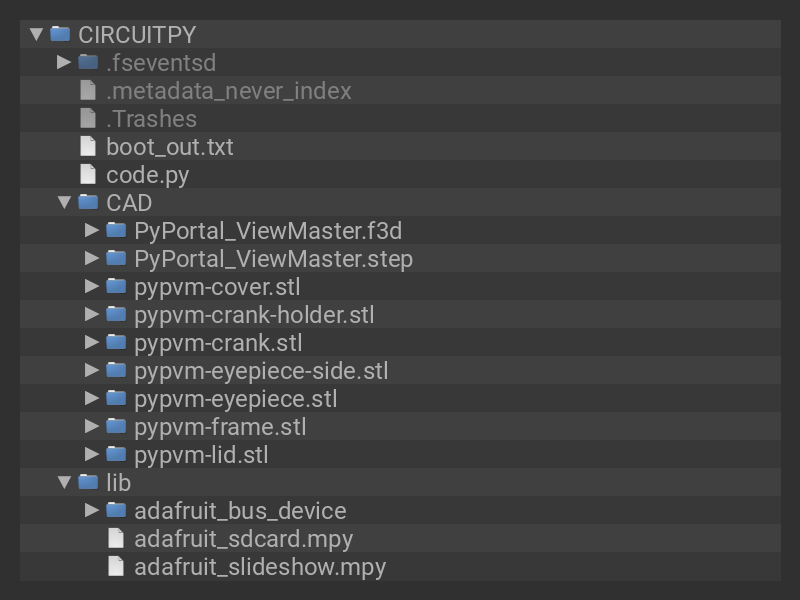 CIRCUITPY
.fseventsd
.metadata_never_index
.Trashes
boot_out.txt
code.py
CAD
PyPortal_ViewMaster.f3d
PyPortal_ViewMaster.step
pypvm-cover.stl
pypvm-crank-holder.stl
pypvm-crank.stl
pypvm-eyepiece-side.stl
pypvm-eyepiece.stl
pypvm-frame.stl
pypvm-lid.stl
lib
adafruit_bus_device
adafruit_sdcard.mpy
adafruit_slideshow.mpy